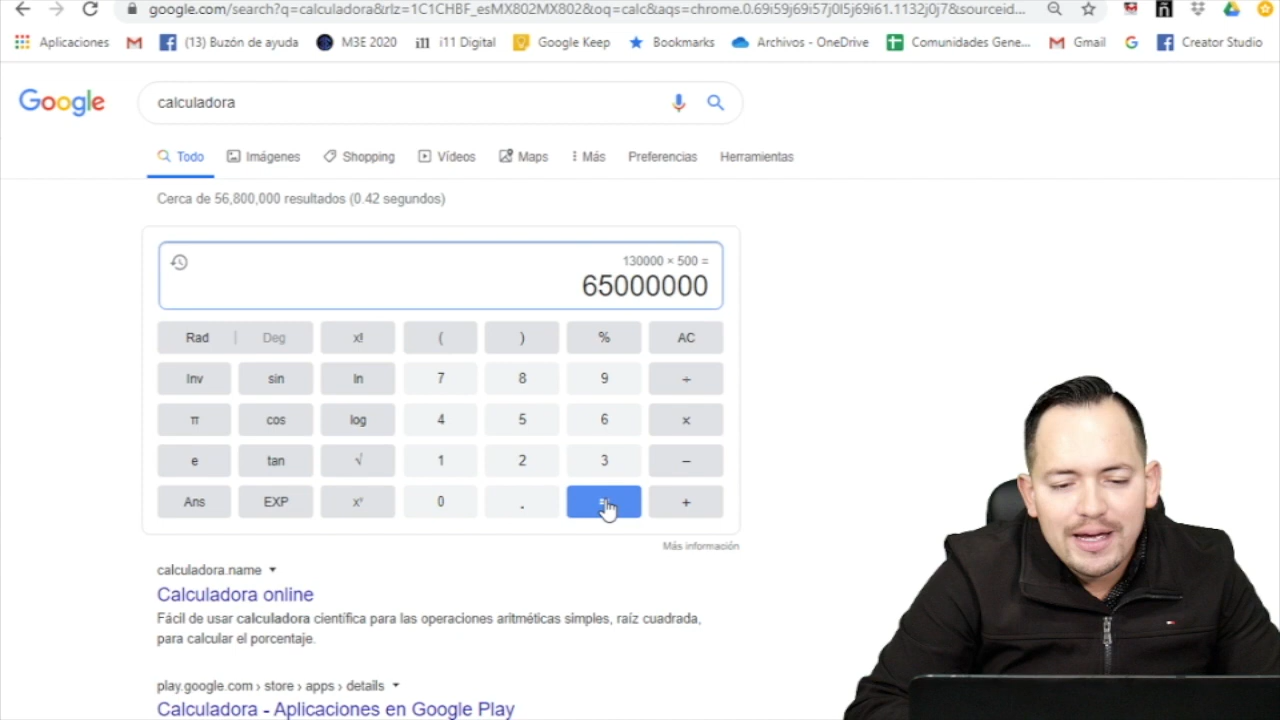 google.com/search?q=calculadora&rlz=1C1CHBF_esMX802MX802&oq=calc&aqs=chrome.0.69i59j69i57j0l5j69i61.1132j0j7&sourceid...
Aplicaciones (13) Buzón de ayuda M3E 2020 i11 Digital Google Keep Bookmarks Archivos - OneDrive Comunidades Gene... Gmail Creator Studio
Google calculadora
Todo Imágenes Shopping Vídeos Maps Más Preferencias Herramientas
Cerca de 56,800,000 resultados (0.42 segundos)
130000 × 500 =
65000000
Rad | Deg x! ( ) % AC
Inv sin ln 7 8 9 ÷
π cos log 4 5 6 ×
e tan √ 1 2 3 −
Ans EXP xʸ 0 . = +
Más información
calculadora.name
Calculadora online
Fácil de usar calculadora científica para las operaciones aritméticas simples, raíz cuadrada,
para calcular el porcentaje.
play.google.com › store › apps › details
Calculadora - Aplicaciones en Google Play